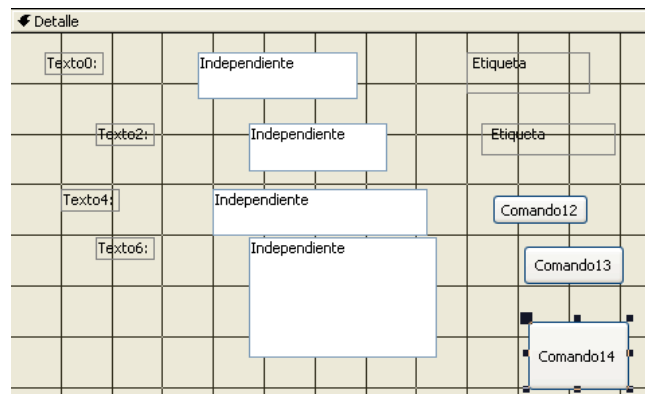 Detalle
Texto0: Independiente Etiqueta
Texto2: Independiente Etiqueta
Texto4: Independiente Comando12
Texto6: Independiente
Comando13
Comando14